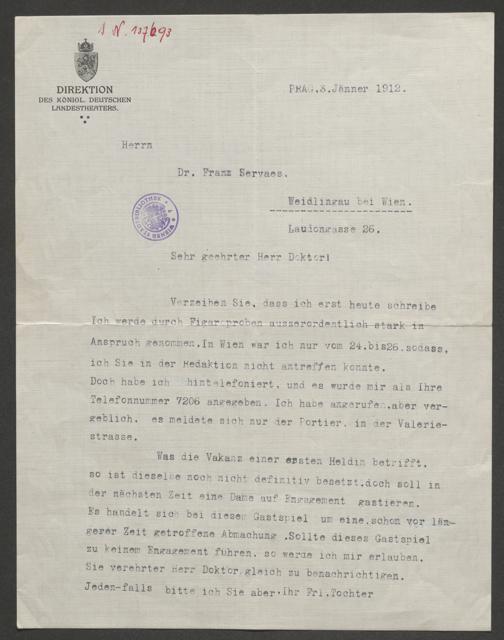 DIREKTION
DES KÖNIGL. DEUTSCHEN
LANDESTHEATERS.
PRAG,8.Jänner 1912.
Herrn
Dr. Franz Servaes.
Weidlingau bei Wien.
Laudongasse 26.
Sehr geehrter Herr Doktor!
Verzeihen Sie, dass ich erst heute schreibe
Ich werde durch Figaroproben ausserordentlich stark in
Anspruch genommen.In Wien war ich nur vom 24.bis26.sodass,
ich Sie in der Redaktion nicht antreffen konnte.
Doch habe ich hintelefoniert, und es wurde mir als Ihre
Telefonnummer 7206 angegeben. Ich habe angerufen,aber ver-
geblich, es meldete sich nur der Portier, in der Valerie-
strasse.
Was die Vakanz einer ersten Heldin betrifft,
so ist dieselbe noch nicht definitiv besetzt,doch soll in
der nächsten Zeit eine Dame auf Engagement gastieren.
Es handelt sich bei diesem Gastspiel um eine,schon vor län-
gerer Zeit getroffene Abmachung .Sollte dieses Gastspiel
zu keinem Engagement führen, so werde ich mir erlauben,
Sie verehrter Herr Doktor,gleich zu benachrichtigen.
Jeden-falls bitte ich Sie aber,Ihr Frl.Tochter